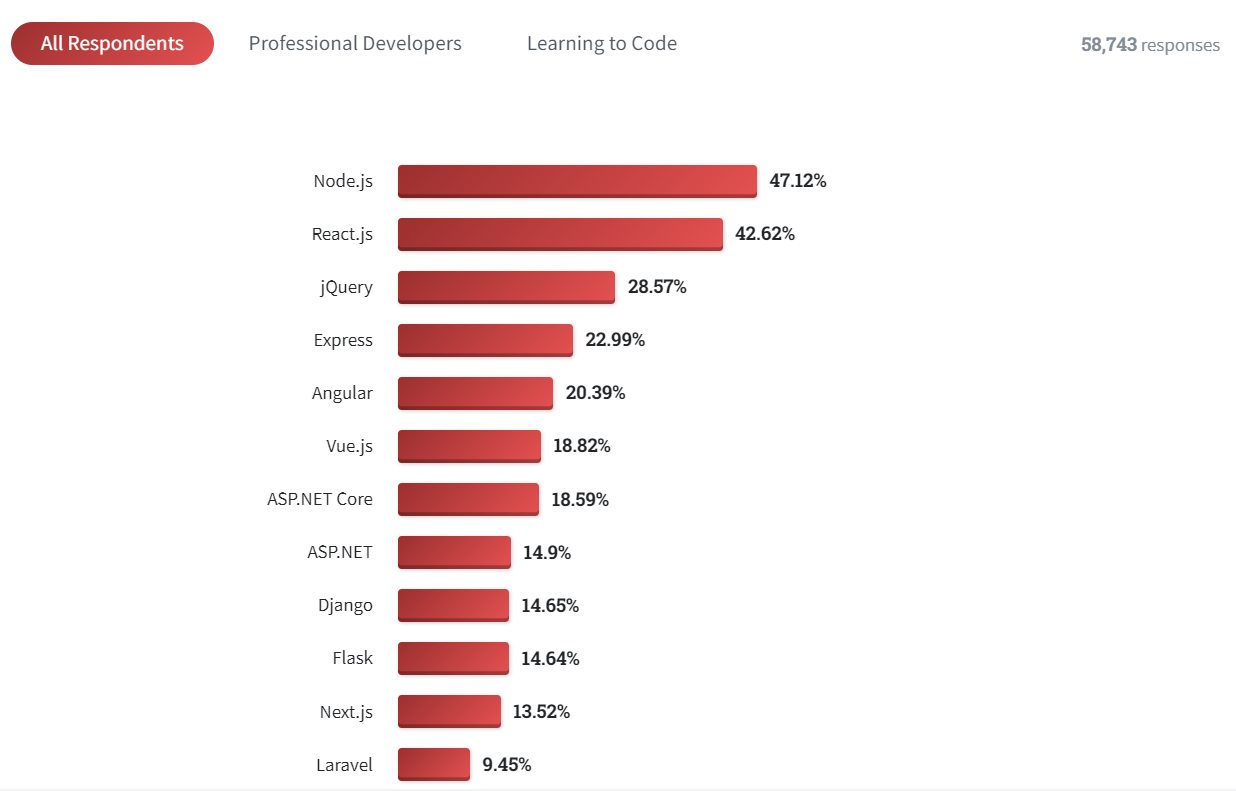 All Respondents Professional Developers Learning to Code 58,743 responses
Node.js 47.12%
React.js 42.62%
jQuery 28.57%
Express 22.99%
Angular 20.39%
Vue.js 18.82%
ASP.NET Core 18.59%
ASP.NET 14.9%
Django 14.65%
Flask 14.64%
Next.js 13.52%
Laravel 9.45%